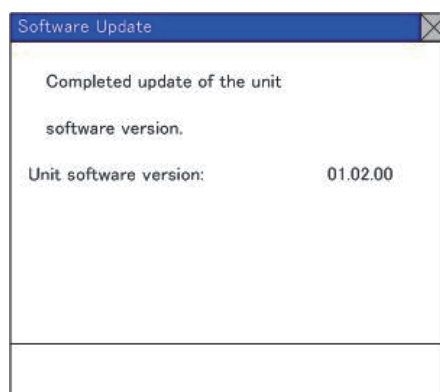 Software Update
Completed update of the unit
software version.
Unit software version: 01.02.00